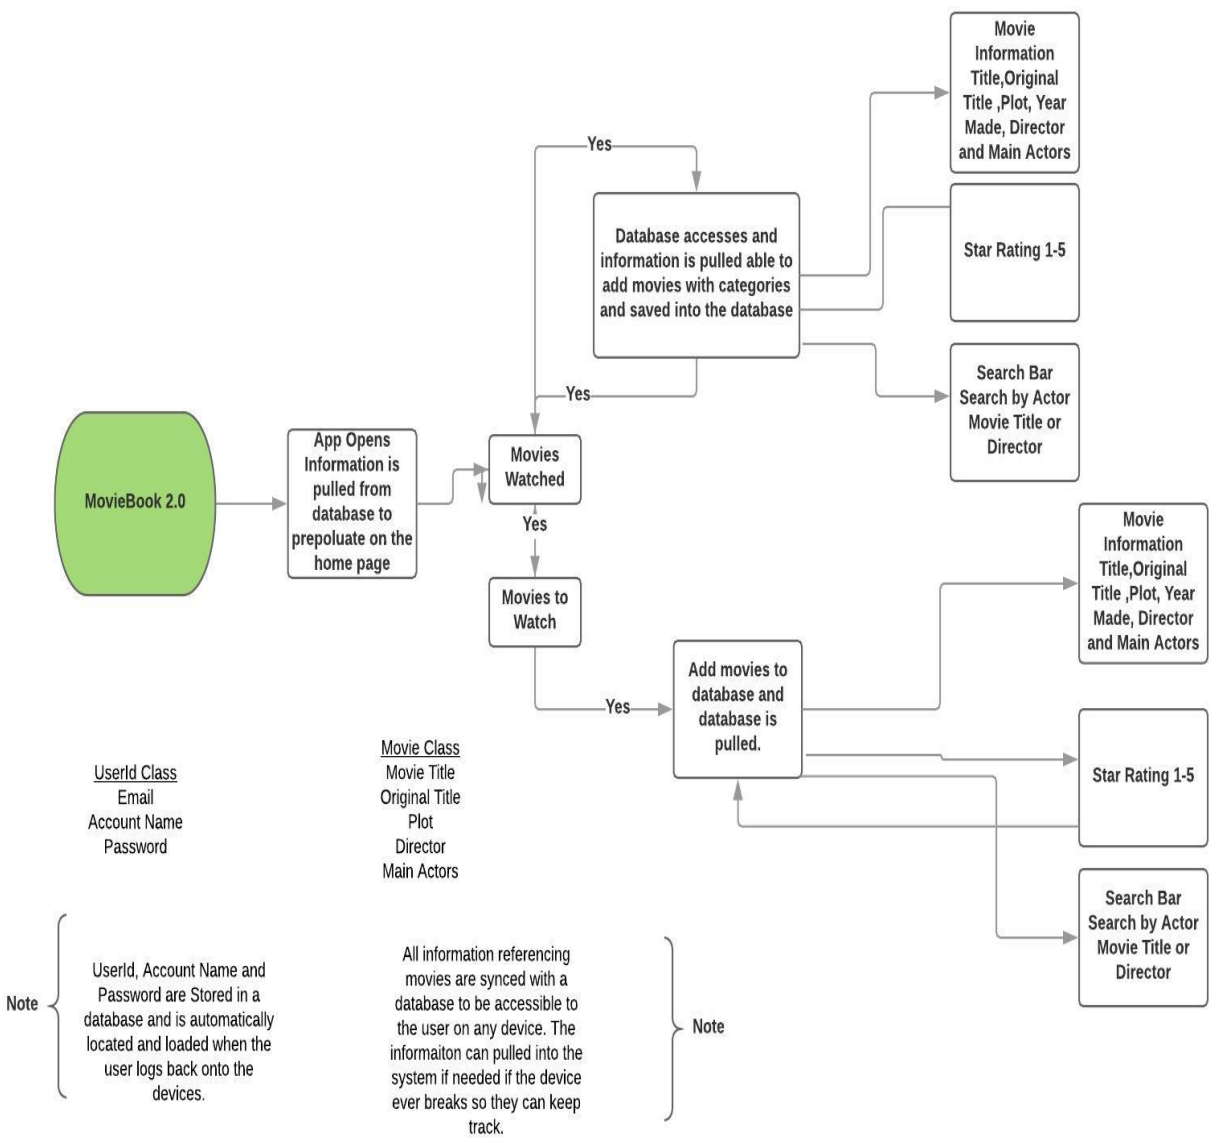 Movie
Information
Title,Original
Title ,Plot, Year
Made, Director
and Main Actors
Yes
Database accesses and
information is pulled able to
add movies with categories
and saved into the database
Star Rating 1-5
Yes
Search Bar
Search by Actor
Movie Title or
Director
MovieBook 2.0
App Opens
Information is
pulled from
database to
prepoluate on the
home page
Movies
Watched
Yes
Movies to
Watch
Yes
Add movies to
database and
database is
pulled.
Movie
Information
Title,Original
Title ,Plot, Year
Made, Director
and Main Actors
Star Rating 1-5
Search Bar
Search by Actor
Movie Title or
Director
UserId Class
Email
Account Name
Password
Movie Class
Movie Title
Original Title
Plot
Director
Main Actors
Note
UserId, Account Name and
Password are Stored in a
database and is automatically
located and loaded when the
user logs back onto the
devices.
All information referencing
movies are synced with a
database to be accessible to
the user on any device. The
informaiton can pulled into the
system if needed if the device
ever breaks so they can keep
track.
Note